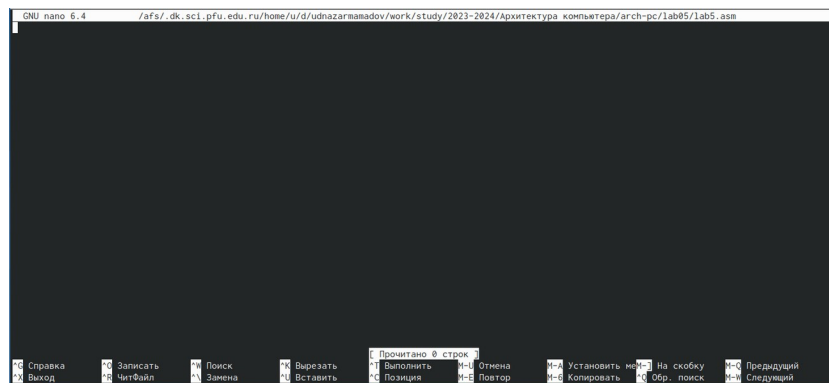 GNU nano 6.4 /afs/.dk.sci.pfu.edu.ru/home/u/d/udnazarmamadov/work/study/2023-2024/Архитектура компьютера/arch-pc/lab05/lab5.asm
[ Прочитано 0 строк ]
^G Справка ^O Записать ^W Поиск ^K Вырезать ^T Выполнить M-U Отмена M-A Установить меM-] На скобку M-Q Предыдущий
^X Выход ^R ЧитФайл ^\ Замена ^U Вставить ^C Позиция M-E Повтор M-6 Копировать ^Q Обр. поиск M-W Следующий